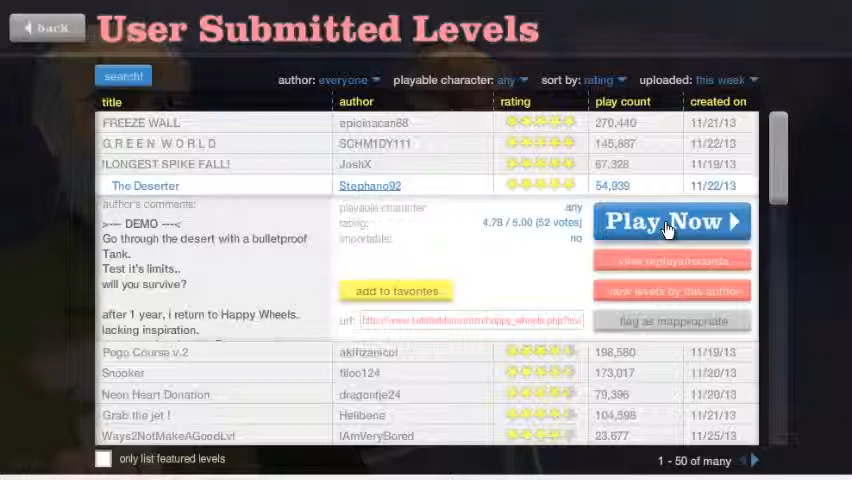 back
User Submitted Levels
search!
author: everyone playable character: any sort by: rating uploaded: this week
title author rating play count created on
FREEZE WALL 270,440 11/21/13
G R E E N W O R L D SCHM1DY111 145,887 11/22/13
!LONGEST SPIKE FALL! JoshX 67,328 11/19/13
The Deserter Stephano92 54,939 11/22/13
author's comments:
>--- DEMO ---<
Go through the desert with a bulletproof
Tank.
Test it's limits..
will you survive?
after 1 year, i return to Happy Wheels.
lacking inspiration.
playable character: any
rating: 4.78 / 5.00 (52 votes)
importable: no
add to favorites
url:
Play Now
view replays/records
view levels by this author
flag as inappropriate
Pogo Course v.2 198,580 11/19/13
Snooker filoo124 173,017 11/20/13
Neon Heart Donation dragontje24 79,396 11/20/13
Grab the jet ! Hellbene 104,598 11/21/13
Ways2NotMakeAGoodLvl IAmVeryBored 23,677 11/25/13
only list featured levels
1 - 50 of many